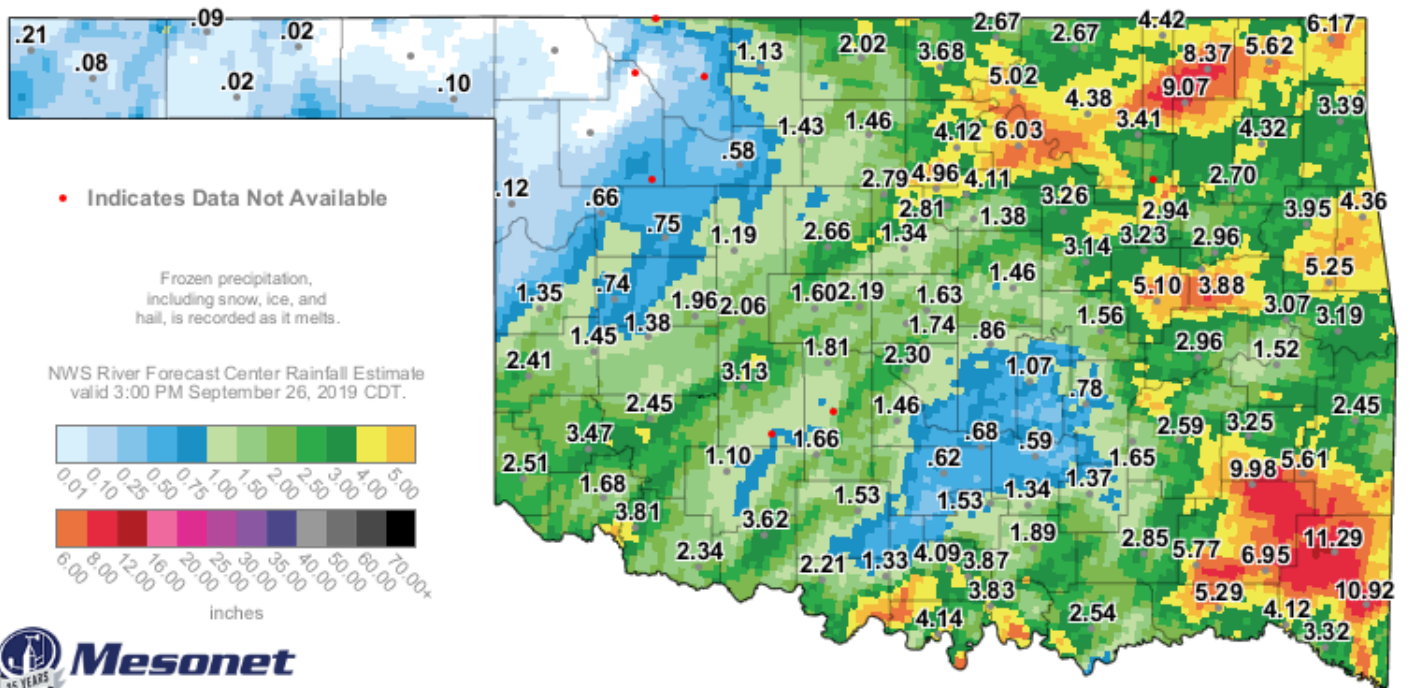 .21 .09 .02 2.67 2.67 4.42 6.17
.08 .02 .10 1.13 2.02 3.68 5.02 8.37 5.62
9.07 4.38 3.41 3.39
1.43 1.46 4.12 6.03 4.32
.58
2.79 4.96 4.11 2.70
.12 .66 2.81 1.38 3.26 2.94 3.95 4.36
.75 1.19 2.66 1.34 3.14 3.23 2.96
.74 1.46 5.25
1.35 1.96 2.06 1.60 2.19 1.63 5.10 3.88 3.07
1.45 1.38 1.74 .86 1.56 3.19
2.41 1.81 2.30 1.07 2.96 1.52
3.13 .78
2.45 1.46 2.45
3.47 1.66 .68 .59 2.59 3.25
2.51 1.10 .62 1.65 9.98 5.61
1.68 1.53 1.53 1.34 1.37
3.81 3.62 1.89 11.29
2.34 2.21 1.33 4.09 3.87 2.85 5.77 6.95
3.83 5.29 10.92
4.14 2.54 4.12 3.32
Indicates Data Not Available
Frozen precipitation,
including snow, ice, and
hail, is recorded as it melts.
NWS River Forecast Center Rainfall Estimate
valid 3:00 PM September 26, 2019 CDT.
0.01 0.10 0.25 0.50 0.75 1.00 1.50 2.00 2.50 3.00 4.00 5.00
6.00 8.00 12.00 16.00 20.00 25.00 30.00 35.00 40.00 50.00 60.00 70.00+
inches
Mesonet
25 YEARS